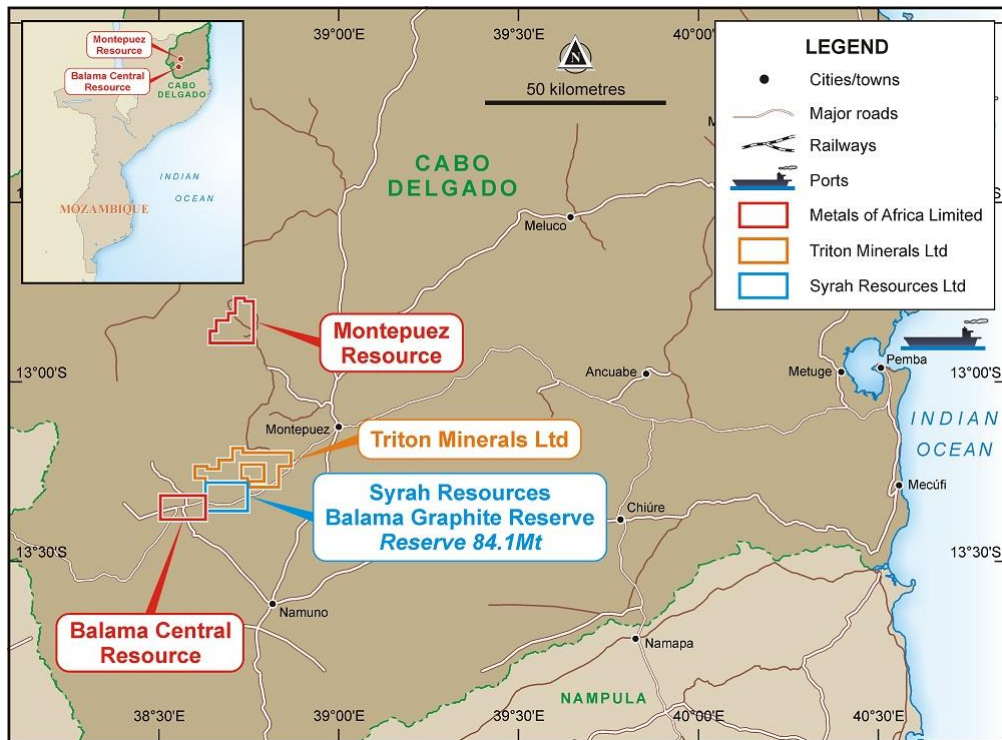 39°00'E
39°30'E
40°00'
Montepuez
Resource
Balama Central
Resource
CABO
DELGADO
INDIAN
OCEAN
MOZAMBIQUE
50 kilometres
LEGEND
Cities/towns
Major roads
Railways
Ports
Metals of Africa Limited
Triton Minerals Ltd
Syrah Resources Ltd
CABO
DELGADO
Meluco
Montepuez
Resource
Ancuabe
Metuge
Pemba
13°00'S
13°00'S
INDIAN
OCEAN
Montepuez
Triton Minerals Ltd
Syrah Resources
Balama Graphite Reserve
Reserve 84.1Mt
Mecúfi
Chiúre
13°30'S
13°30'S
Balama Central
Resource
Namuno
Namapa
NAMPULA
38°30'E
39°00'E
39°30'E
40°00'E
40°30'E